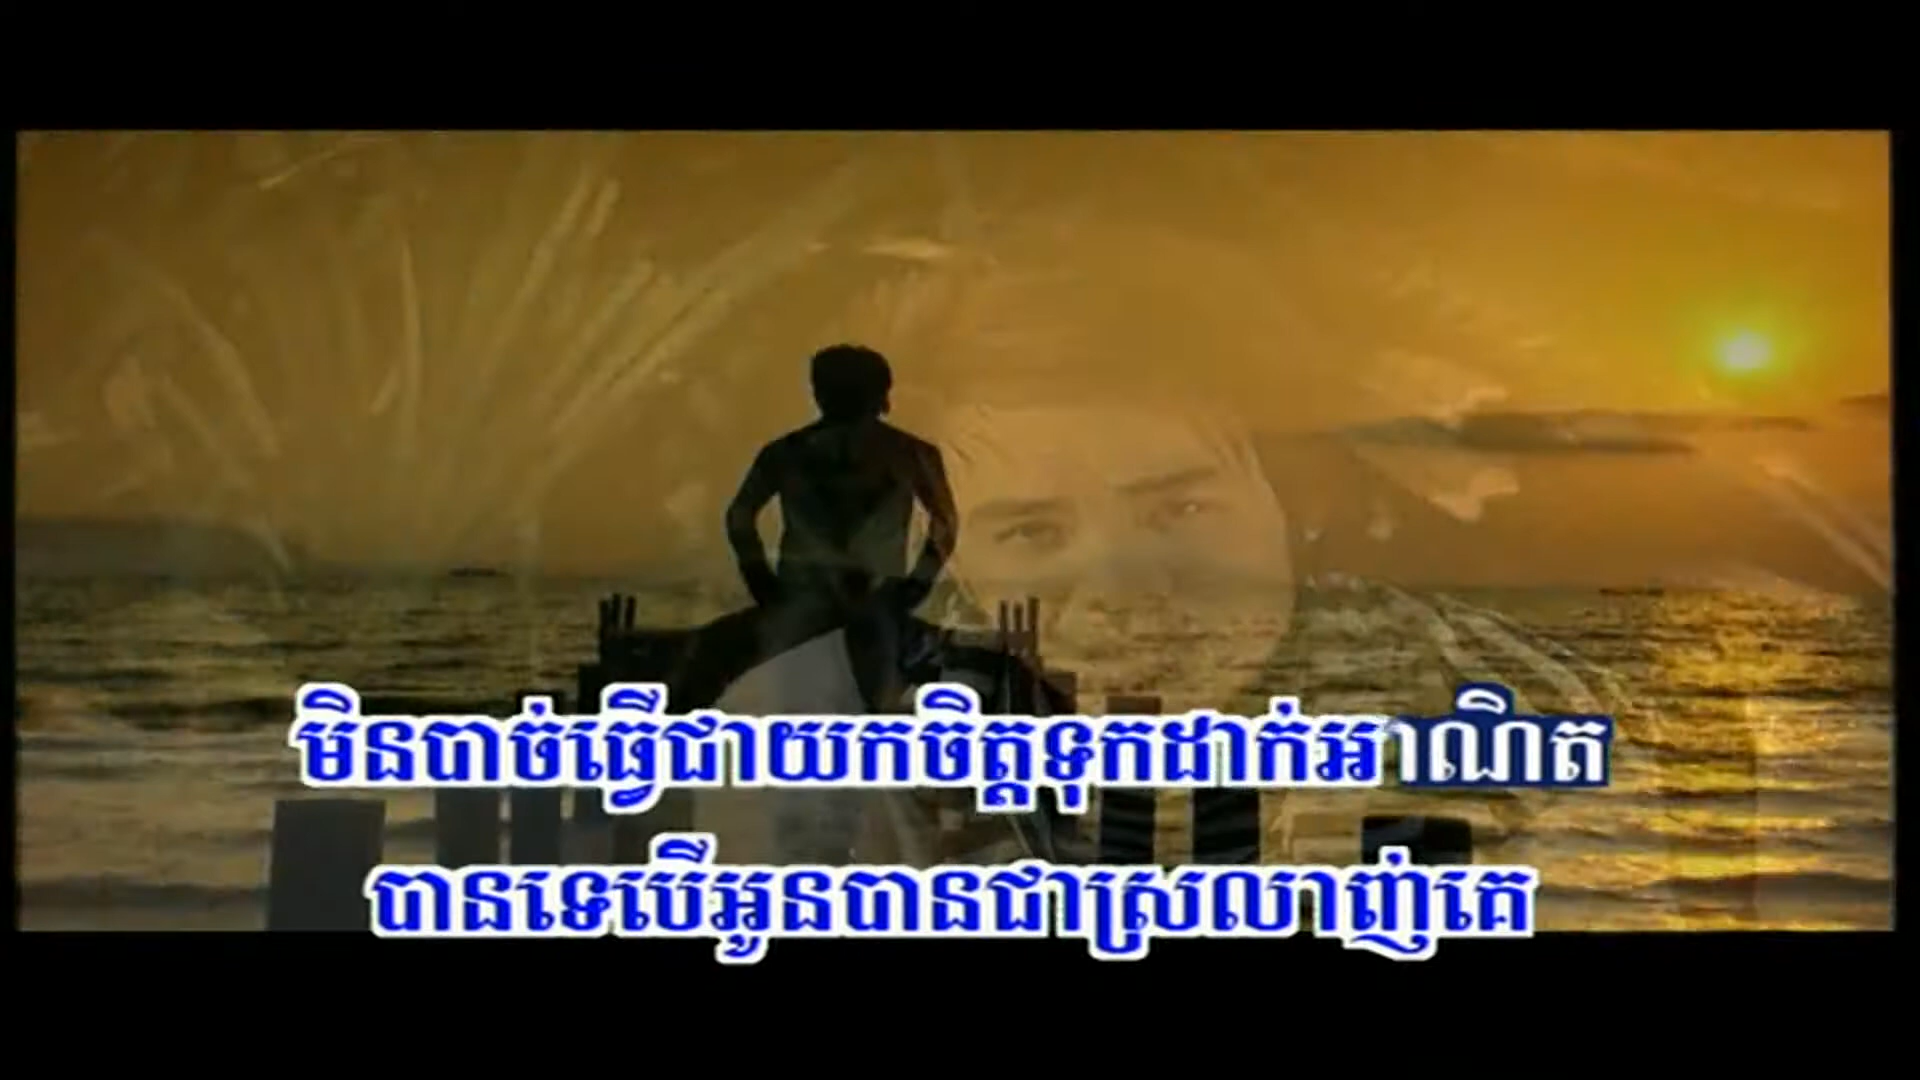 មិនបាច់ធ្វើជាយកចិត្តទុកដាក់អាណិត
បានទេបើអូនបានជាស្រលាញ់គេ